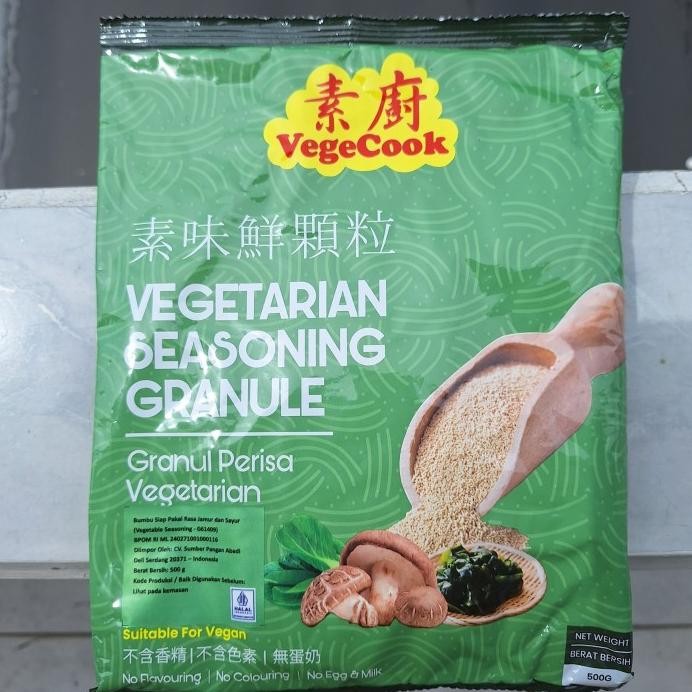 素廚
VegeCook
素味鮮顆粒
VEGETARIAN
SEASONING
GRANULE
Granul Perisa
Vegetarian
Bumbu Siap Pakai Rasa Jamur dan Sayur
(Vegetable Seasoning - G61409)
BPOM RI ML 240271001000116
Diimpor Oleh: CV. Sumber Pangan Abadi
Deli Serdang 20371 - Indonesia
Berat Bersih: 500 g
Kode Produksi / Baik Digunakan Sebelum:
Lihat pada kemasan
HALAL
INDONESIA
Suitable For Vegan
不含香精|不含色素 | 無蛋奶
No Flavouring | No Colouring | No Egg & Milk
NET WEIGHT
BERAT BERSIH
500G